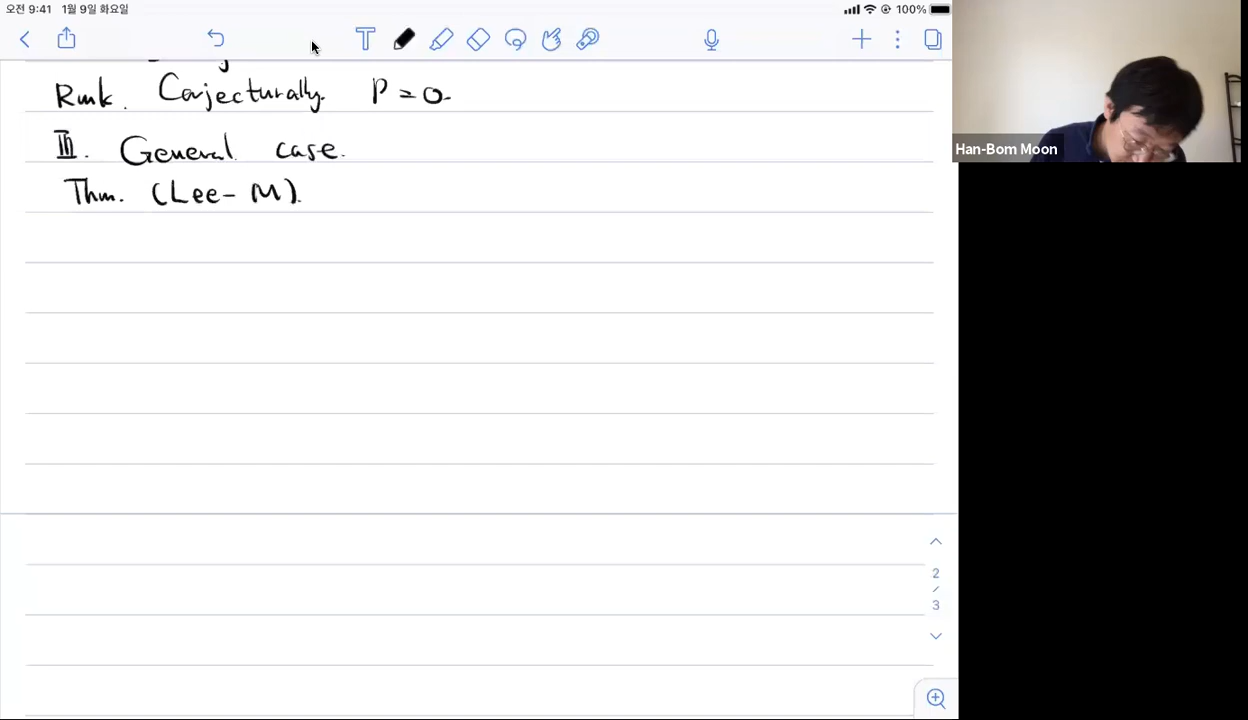 오전 9:41 1월 9일 화요일
100%
T
Rmk. Conjecturally. P = 0.
III. General case.
Thm. (Lee- M).
Han-Bom Moon
2
/
3